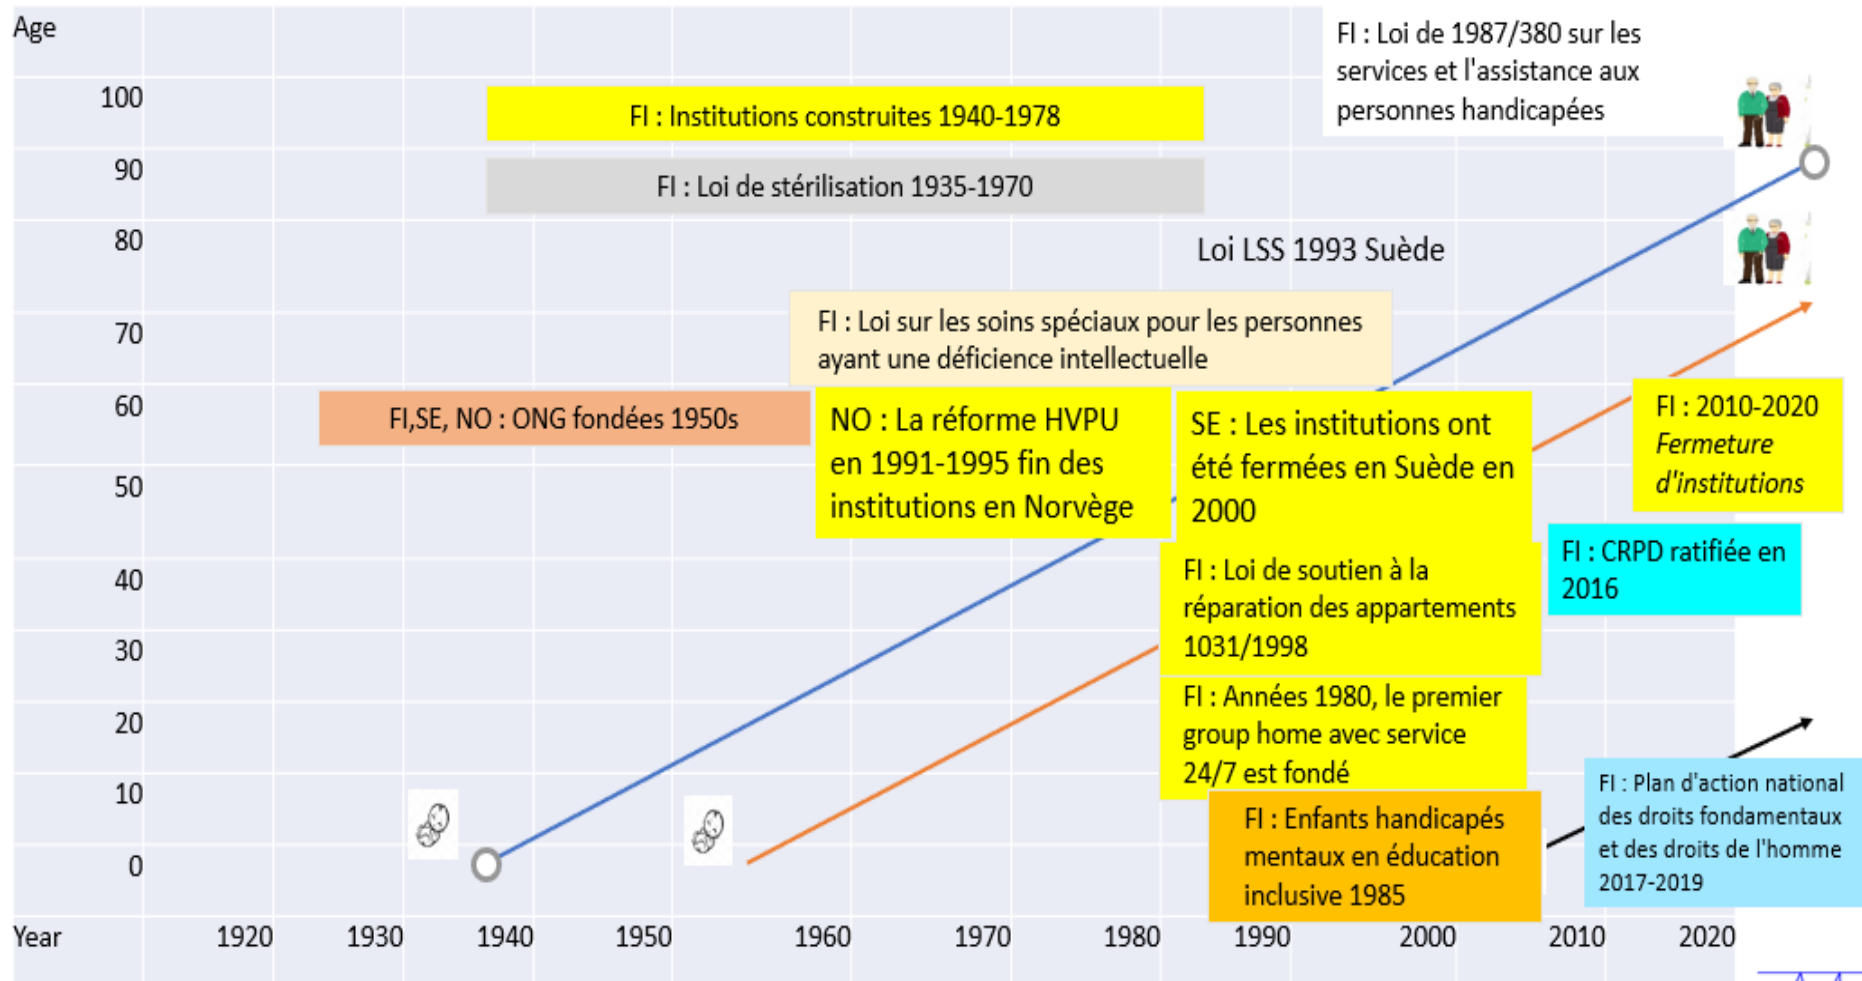 Age
FI : Loi de 1987/380 sur les
services et l'assistance aux
personnes handicapées
100
FI : Institutions construites 1940-1978
90
FI : Loi de stérilisation 1935-1970
80
Loi LSS 1993 Suède
70
FI : Loi sur les soins spéciaux pour les personnes
ayant une déficience intellectuelle
60
FI,SE, NO : ONG fondées 1950s
NO : La réforme HVPU
en 1991-1995 fin des
institutions en Norvège
SE : Les institutions ont
été fermées en Suède en
2000
FI : 2010-2020
Fermeture
d'institutions
50
40
FI : Loi de soutien à la
réparation des appartements
1031/1998
FI : CRPD ratifiée en
2016
30
20
FI : Années 1980, le premier
group home avec service
24/7 est fondé
10
FI : Enfants handicapés
mentaux en éducation
inclusive 1985
FI : Plan d'action national
des droits fondamentaux
et des droits de l'homme
2017-2019
0
Year 1920 1930 1940 1950 1960 1970 1980 1990 2000 2010 2020